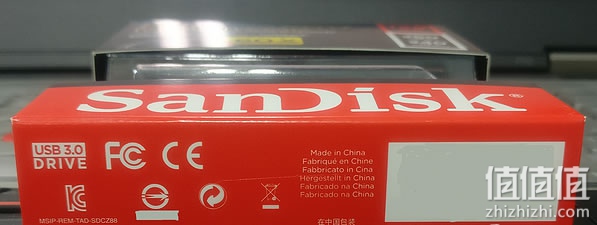 SanDisk®
USB 3.0
DRIVE
FC CE
Made in China
Fabriqué en Chine
Fabbricato in Cina
Hergestellt in China
Fabricado na China
Fabricado en China
MSIP-REM-TAD-SDCZ88
在中国包装
值值值
zhizhizhi.com